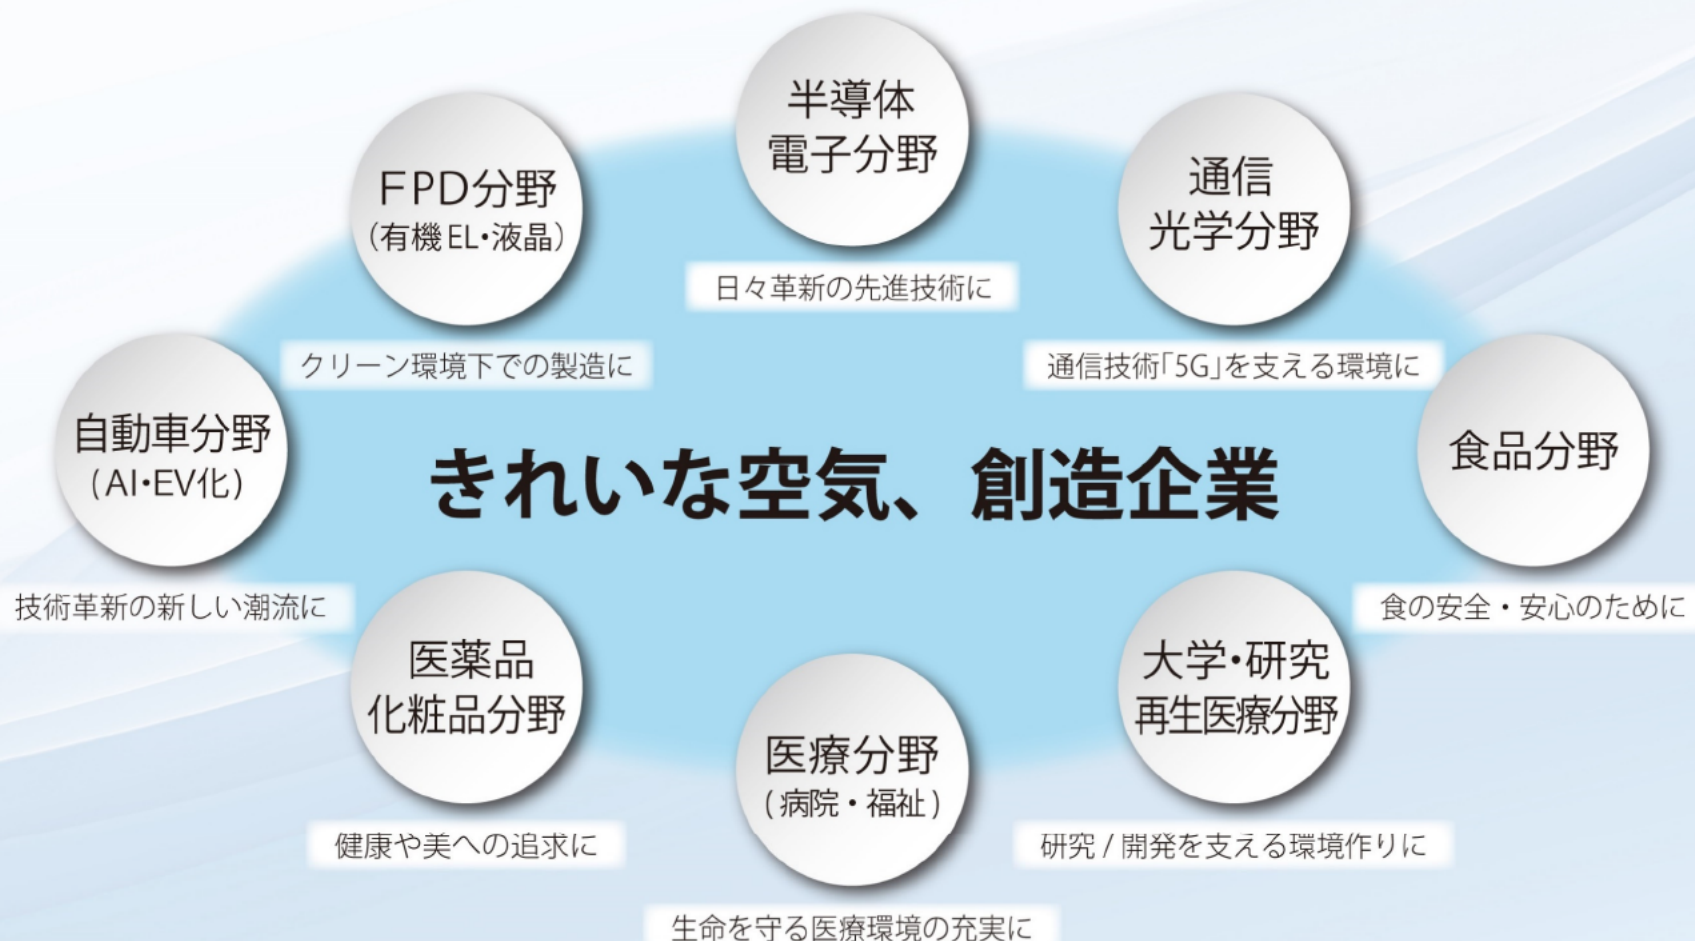 半導体
電子分野
日々革新の先進技術に
FPD分野
(有機EL・液晶)
クリーン環境下での製造に
通信
光学分野
通信技術「5G」を支える環境に
自動車分野
(AI・EV化)
技術革新の新しい潮流に
きれいな空気、創造企業
食品分野
食の安全・安心のために
医薬品
化粧品分野
健康や美への追求に
医療分野
(病院・福祉)
生命を守る医療環境の充実に
大学・研究
再生医療分野
研究/開発を支える環境作りに